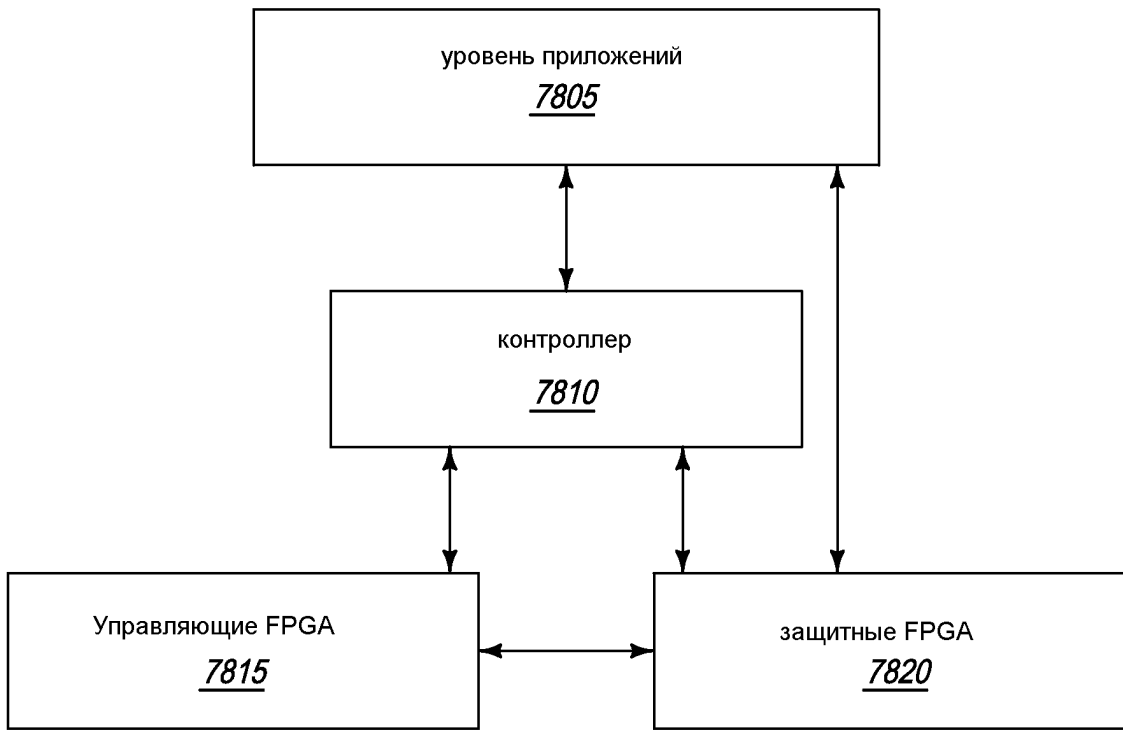 уровень приложений
7805
контроллер
7810
Управляющие FPGA
7815
защитные FPGA
7820